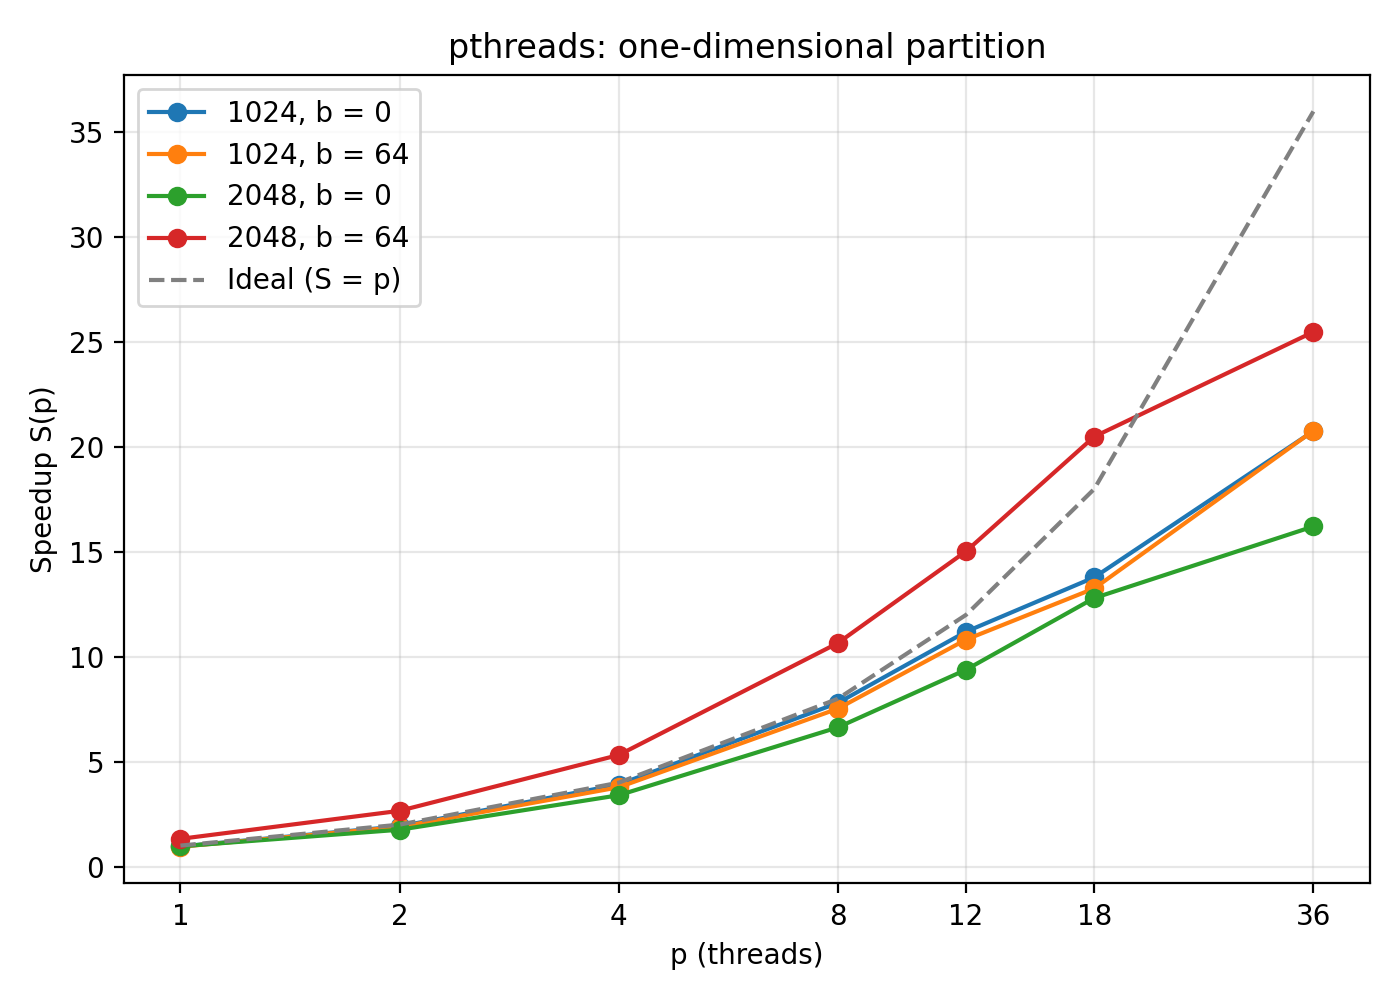 pthreads: one-dimensional partition
1024, b = 0
1024, b = 64
2048, b = 0
2048, b = 64
Ideal (S = p)
Speedup S(p)
35
30
25
20
15
10
5
0
1 2 4 8 12 18 36
p (threads)